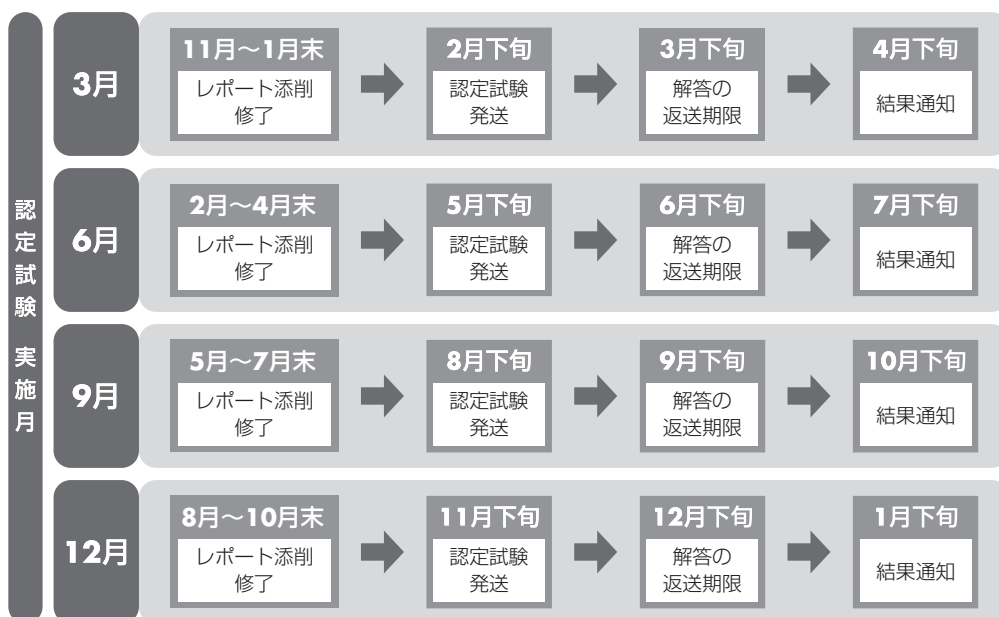 認定試験 実施月
3月
11月～1月末
レポート添削
修了
2月下旬
認定試験
発送
3月下旬
解答の
返送期限
4月下旬
結果通知
6月
2月～4月末
レポート添削
修了
5月下旬
認定試験
発送
6月下旬
解答の
返送期限
7月下旬
結果通知
9月
5月～7月末
レポート添削
修了
8月下旬
認定試験
発送
9月下旬
解答の
返送期限
10月下旬
結果通知
12月
8月～10月末
レポート添削
修了
11月下旬
認定試験
発送
12月下旬
解答の
返送期限
1月下旬
結果通知